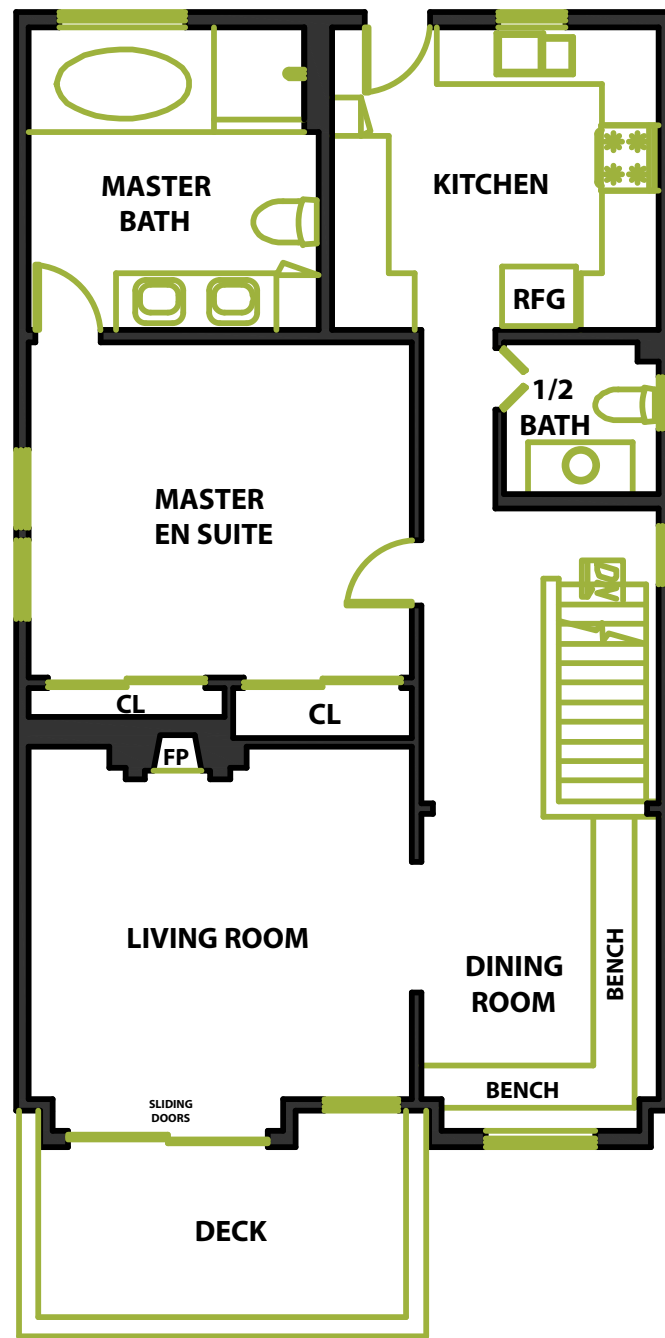 MASTER
BATH
KITCHEN
RFG
1/2
BATH
MASTER
EN SUITE
DN
CL
CL
FP
LIVING ROOM
DINING
ROOM
BENCH
BENCH
SLIDING
DOORS
DECK